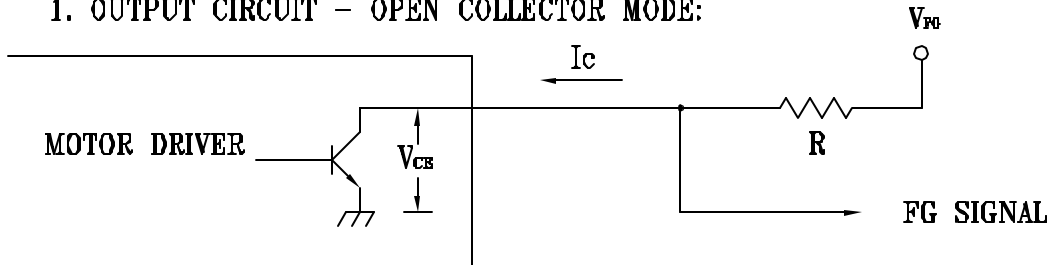 1. OUTPUT CIRCUIT - OPEN COLLECTOR MODE:
VFG
Ic
MOTOR DRIVER
VCE
R
FG SIGNAL